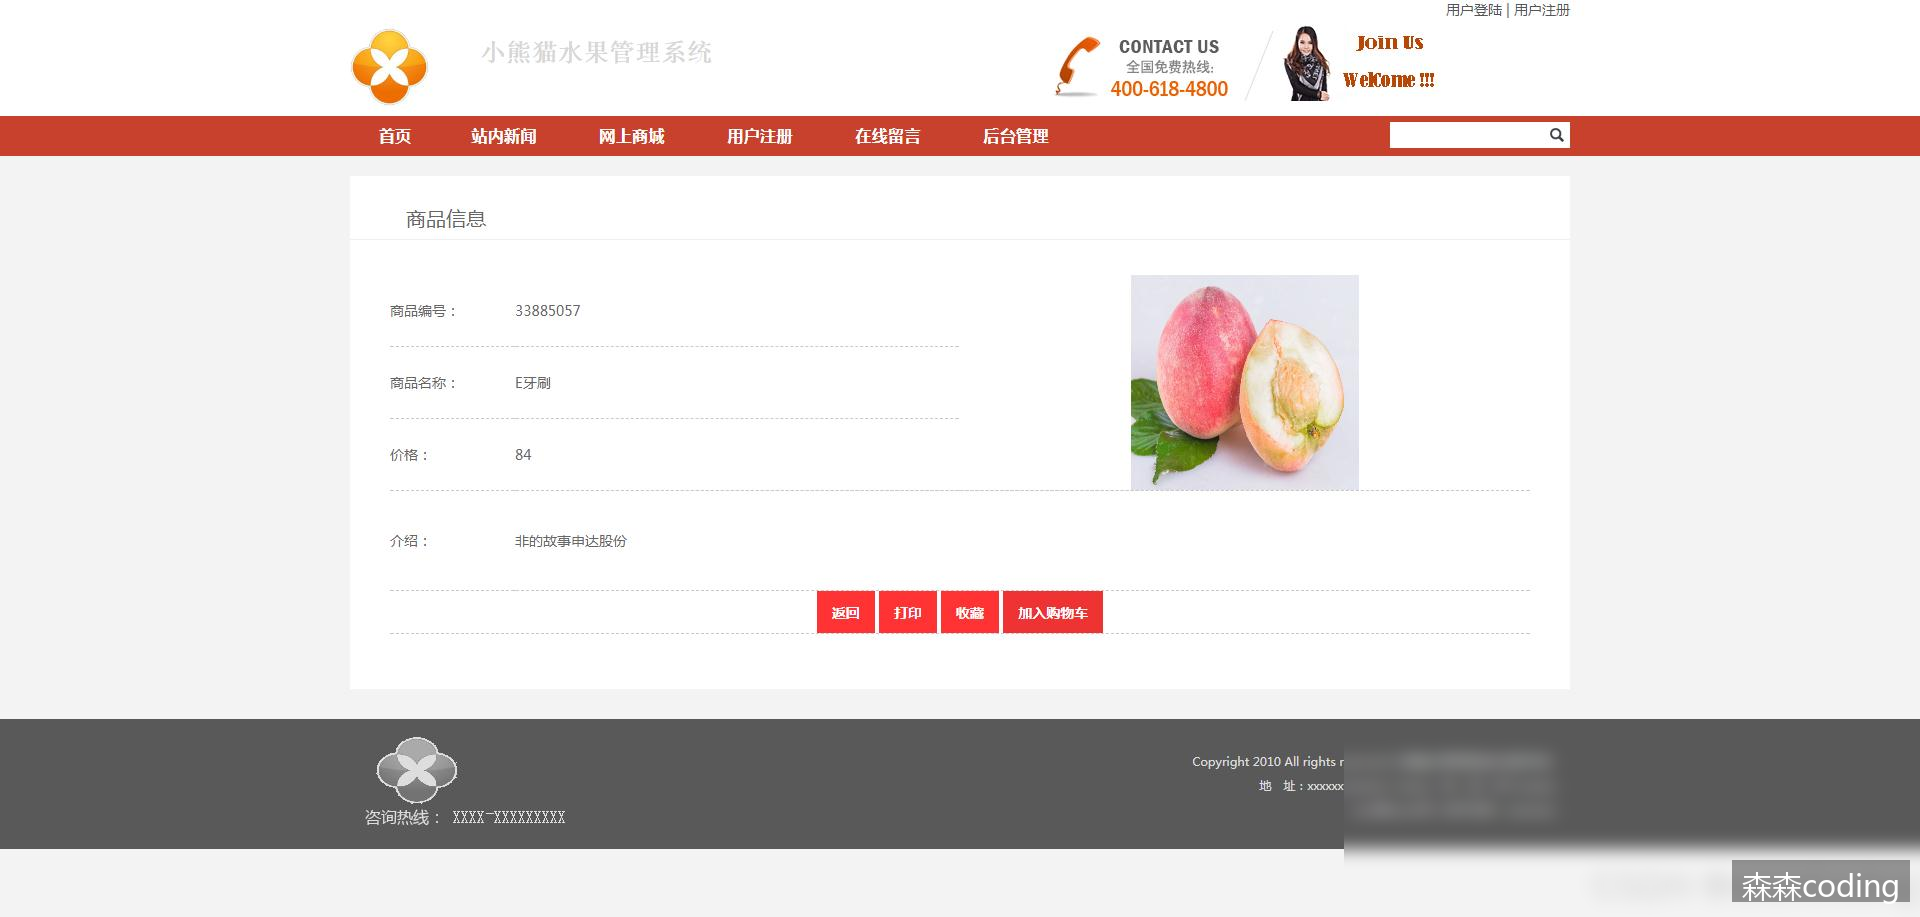 用户登陆 | 用户注册
小熊猫水果管理系统
CONTACT US
全国免费热线:
400-618-4800
Join Us
WelCome !!!
首页 站内新闻 网上商城 用户注册 在线留言 后台管理
商品信息
商品编号： 33885057
商品名称： E牙刷
价格： 84
介绍： 非的故事申达股份
返回 打印 收藏 加入购物车
Copyright 2010 All rights
地 址：xxxxxx
咨询热线： XXXX-XXXXXXXXX
森森coding